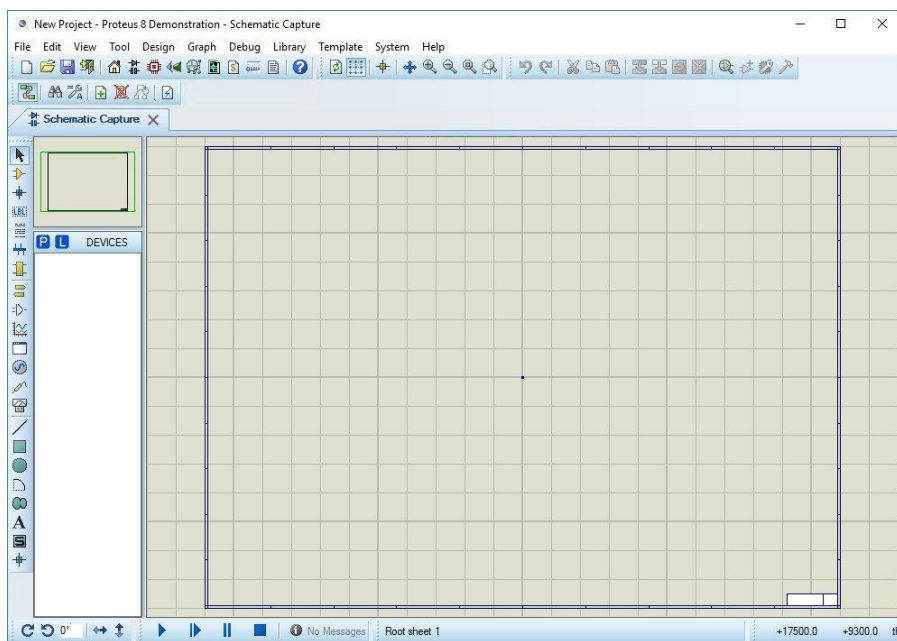 New Project - Proteus 8 Demonstration - Schematic Capture
File Edit View Tool Design Graph Debug Library Template System Help
Schematic Capture
LBL
P L DEVICES
A
S
0°
No Messages
Root sheet 1
+17500.0 +9300.0